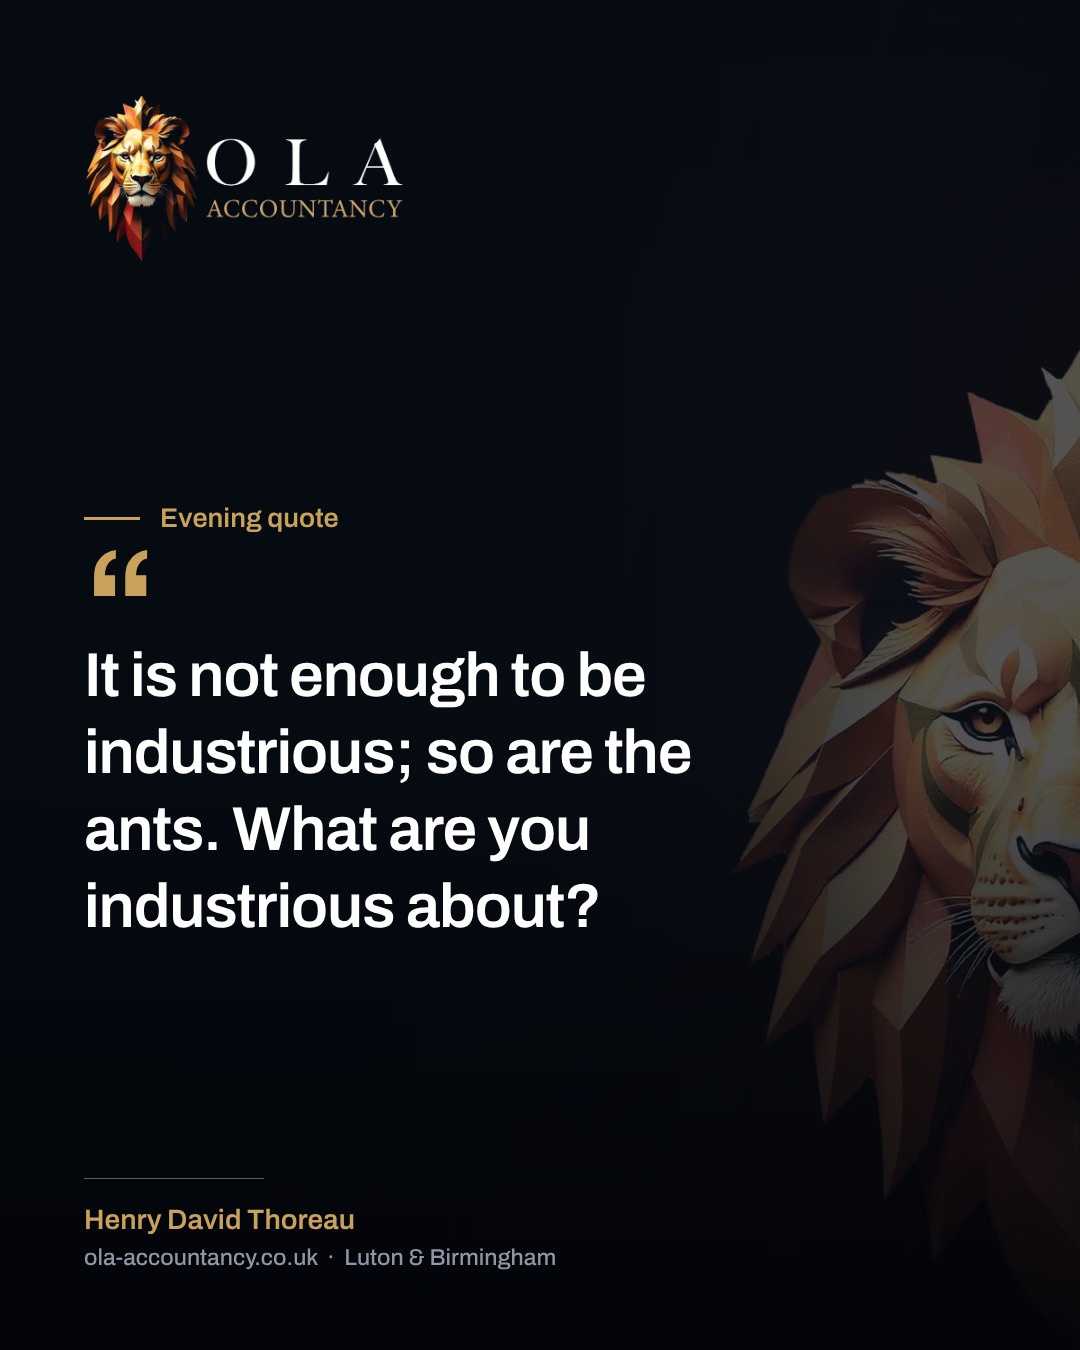 OLA
ACCOUNTANCY
Evening quote
“
It is not enough to be
industrious; so are the
ants. What are you
industrious about?
Henry David Thoreau
ola-accountancy.co.uk · Luton & Birmingham